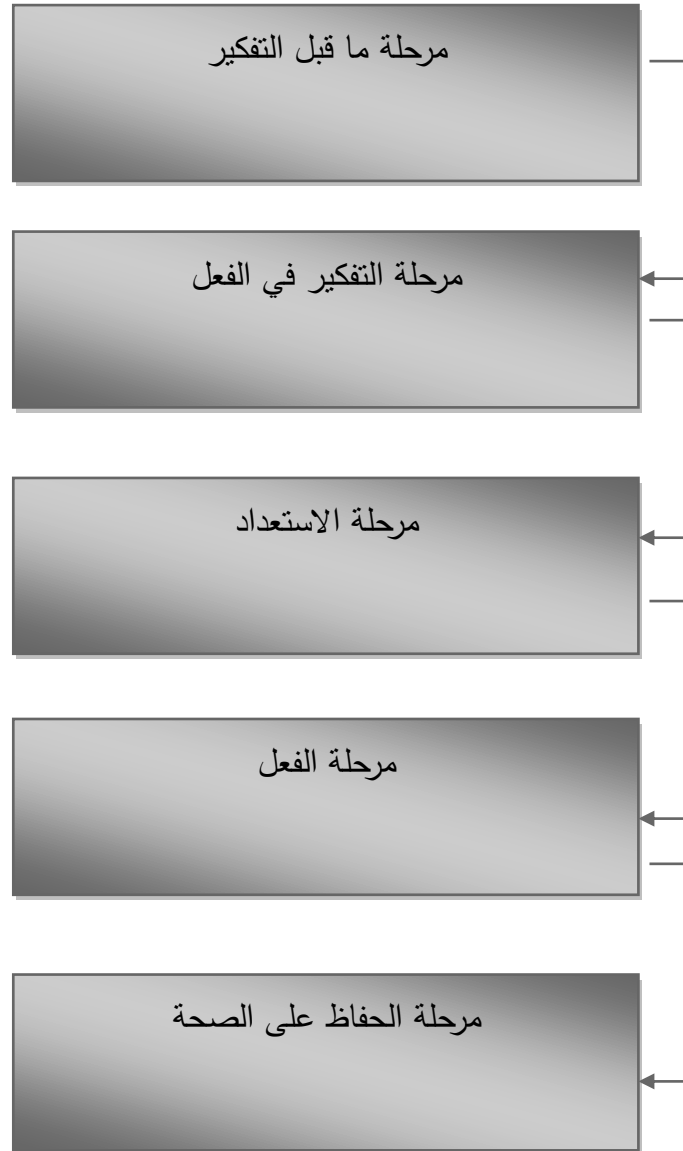 مرحلة ما قبل التفكير
مرحلة التفكير في الفعل
مرحلة الاستعداد
مرحلة الفعل
مرحلة الحفاظ على الصحة